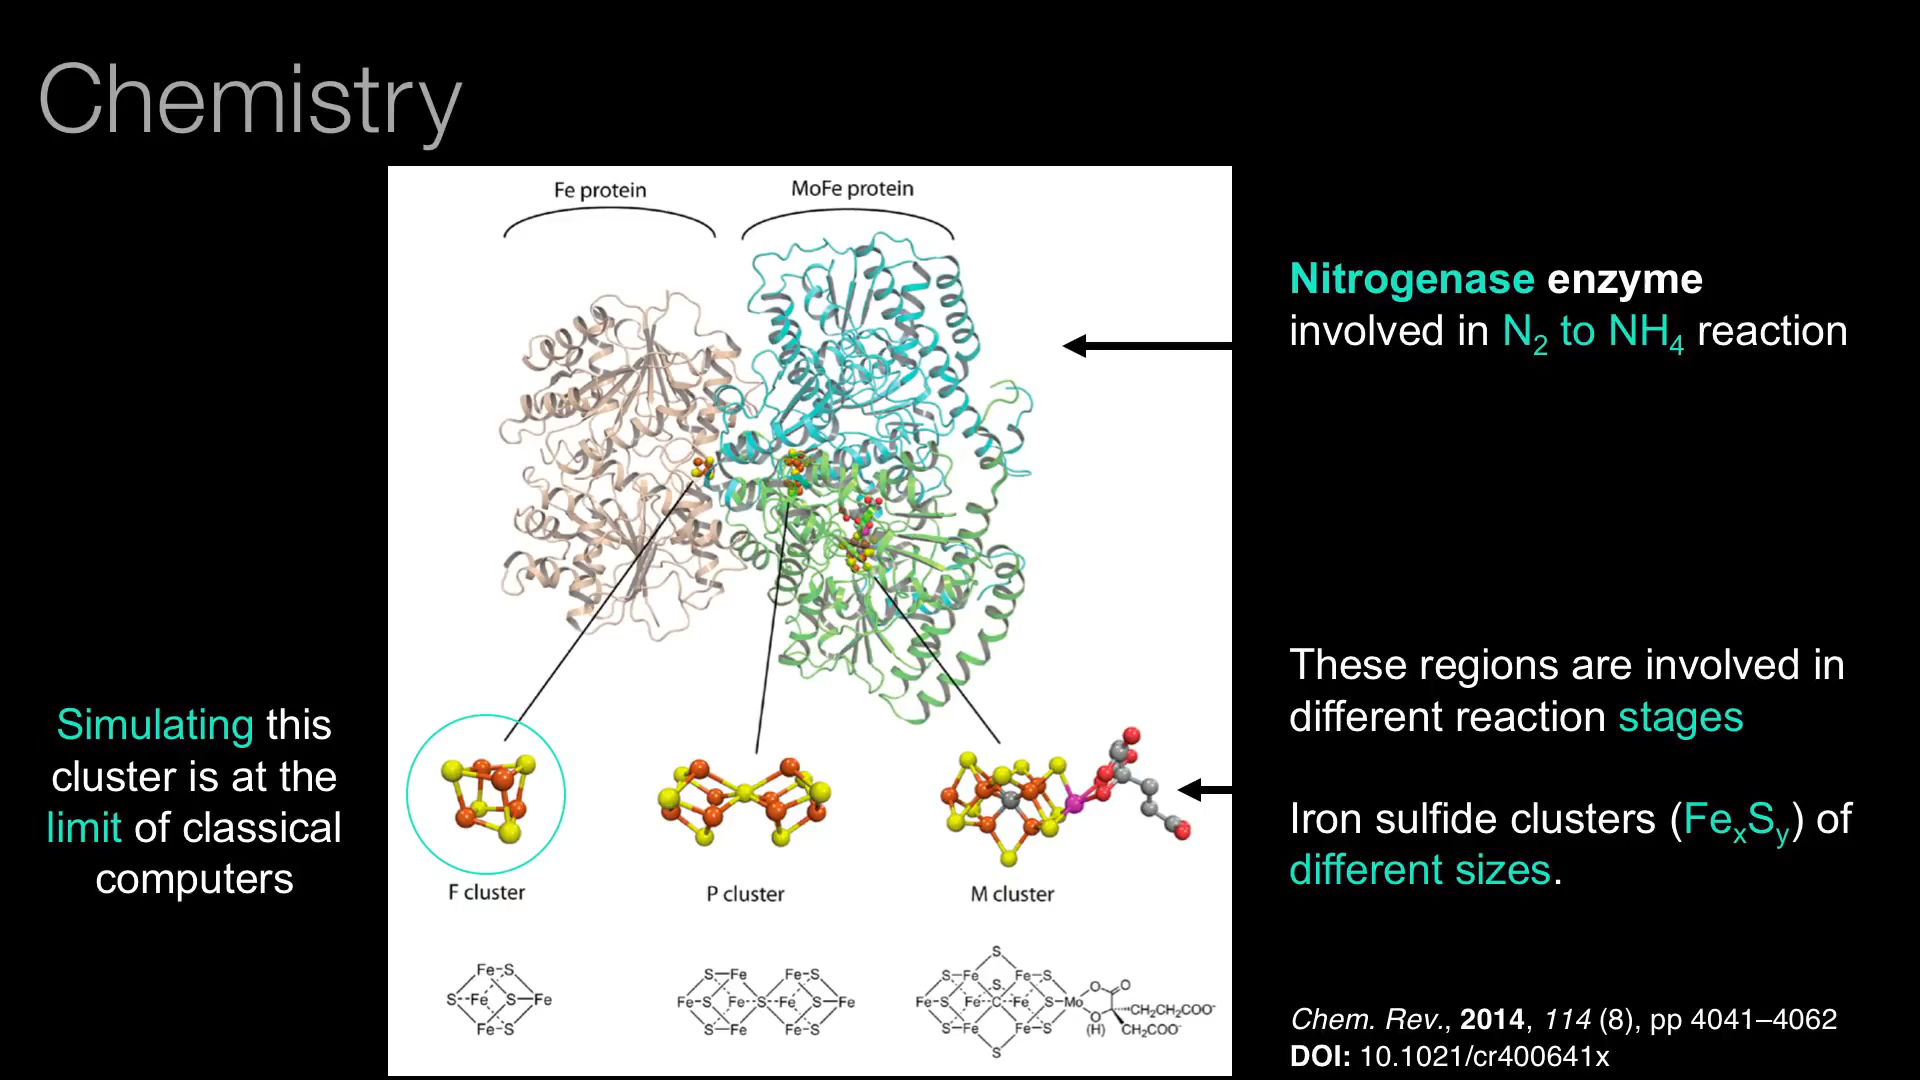 Chemistry
Fe protein
MoFe protein
Nitrogenase enzyme
involved in N₂ to NH₄ reaction
These regions are involved in
different reaction stages
Iron sulfide clusters (FeₓSᵧ) of
different sizes.
Simulating this
cluster is at the
limit of classical
computers
F cluster
P cluster
M cluster
Fe-S
S--Fe S-Fe
Fe-S
S-Fe Fe-S
Fe-S Fe--S--Fe S-Fe
S-Fe Fe-S
S
S-Fe Fe-S
S
Fe-S Fe--C--Fe S-Mo
S-Fe Fe-S
S
O O
O
(H)
CH₂CH₂COO⁻
CH₂COO⁻
Chem. Rev., 2014, 114 (8), pp 4041–4062
DOI: 10.1021/cr400641x